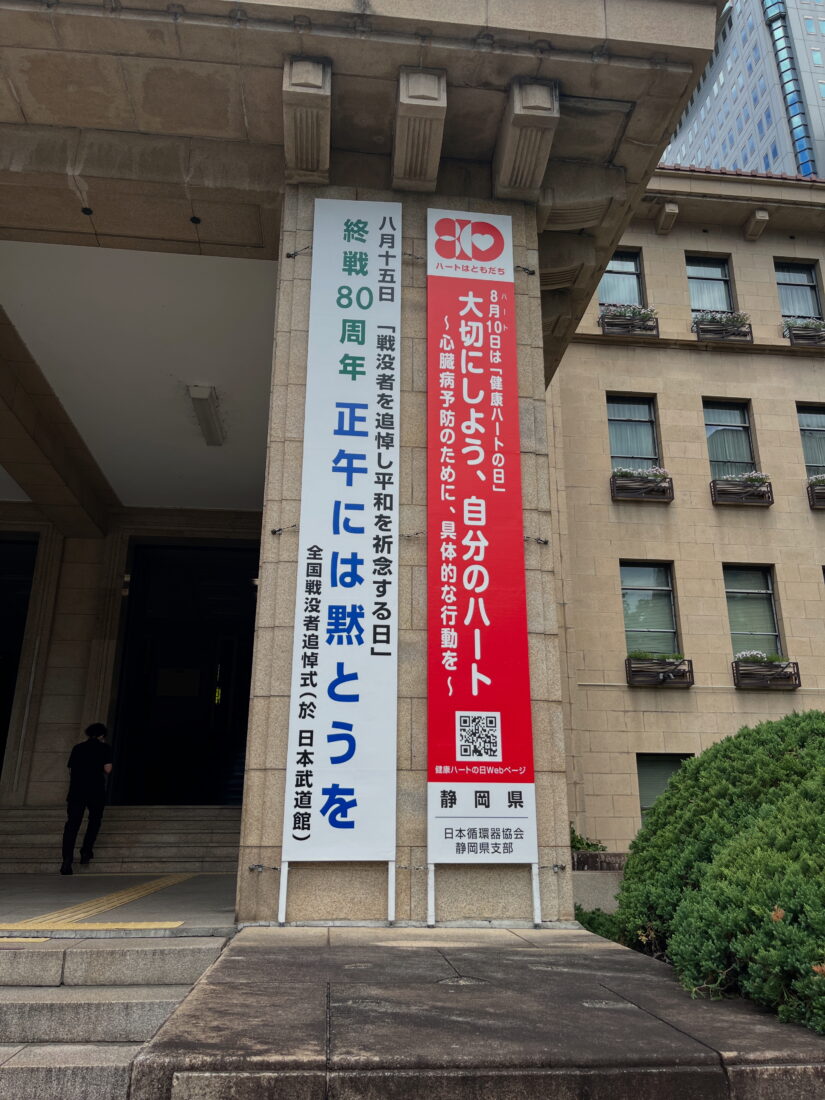 八月十五日 「戦没者を追悼し平和を祈念する日」
終戦80周年 正午には黙とうを
全国戦没者追悼式(於 日本武道館)
810
ハートはともだち
8月10日は「健康ハートの日」
ハート
大切にしよう、自分のハート
～心臓病予防のために、具体的な行動を～
健康ハートの日Webページ
静岡県
日本循環器協会
静岡県支部